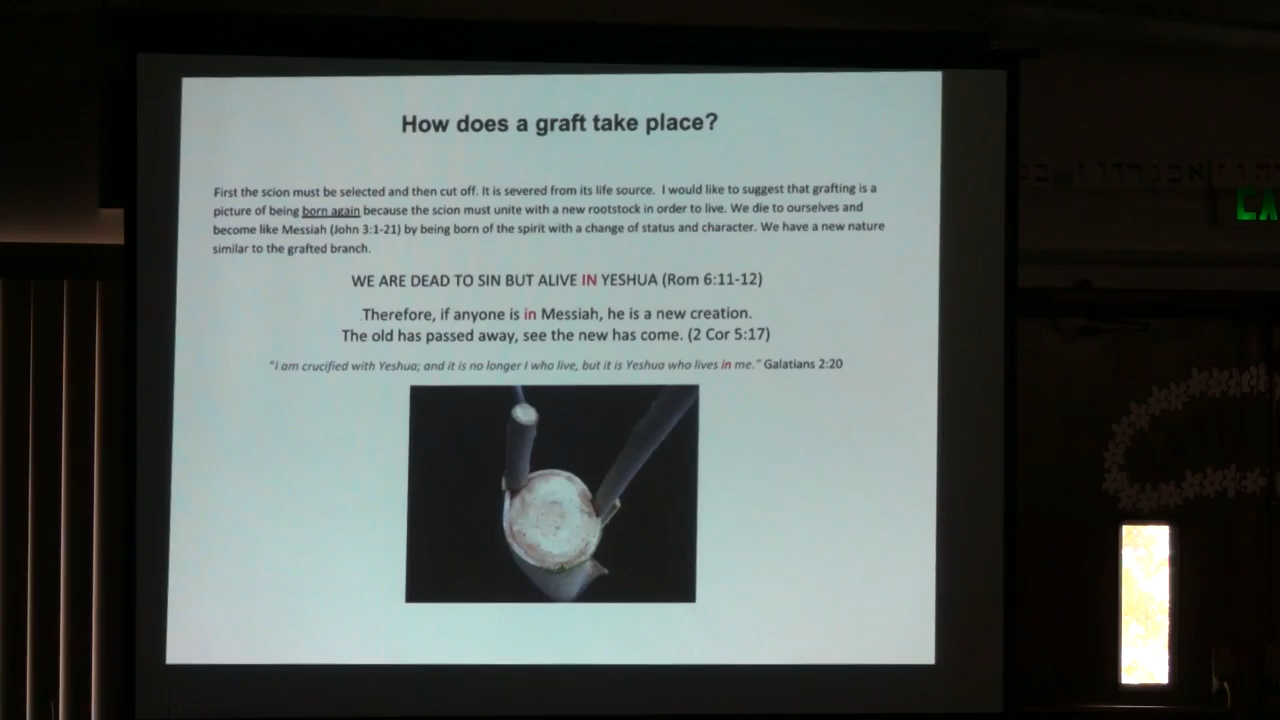 How does a graft take place?
First the scion must be selected and then cut off. It is severed from its life source. I would like to suggest that grafting is a
picture of being born again because the scion must unite with a new rootstock in order to live. We die to ourselves and
become like Messiah (John 3:1-21) by being born of the spirit with a change of status and character. We have a new nature
similar to the grafted branch.
WE ARE DEAD TO SIN BUT ALIVE IN YESHUA (Rom 6:11-12)
Therefore, if anyone is in Messiah, he is a new creation.
The old has passed away, see the new has come. (2 Cor 5:17)
"I am crucified with Yeshua; and it is no longer I who live, but it is Yeshua who lives in me." Galatians 2:20